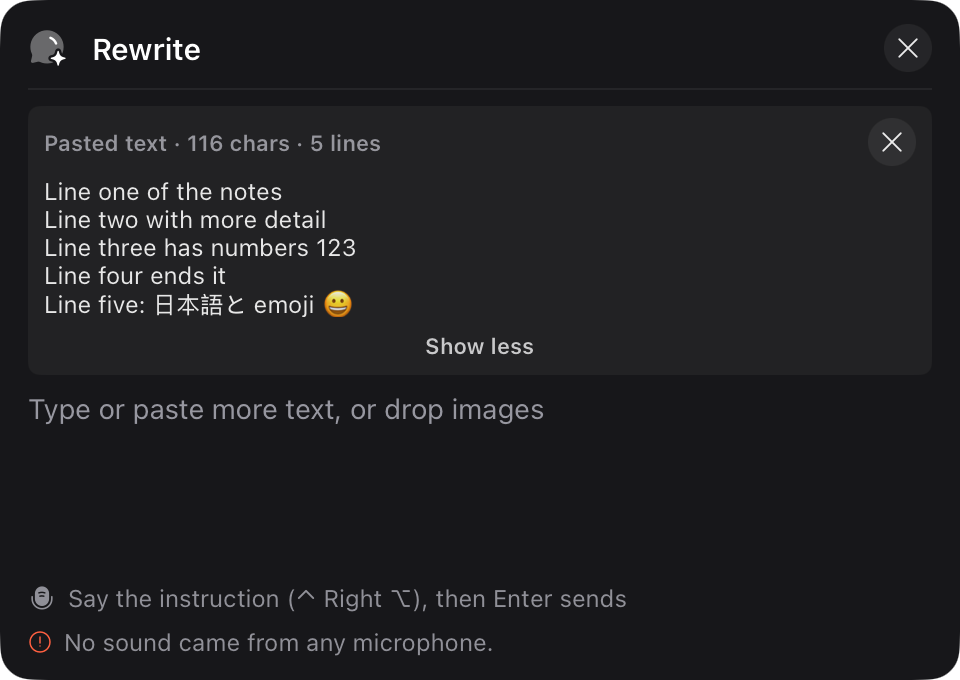 Rewrite
Pasted text · 116 chars · 5 lines
Line one of the notes
Line two with more detail
Line three has numbers 123
Line four ends it
Line five: 日本語と emoji 😀
Show less
Type or paste more text, or drop images
Say the instruction (⌃ Right ⌥), then Enter sends
No sound came from any microphone.